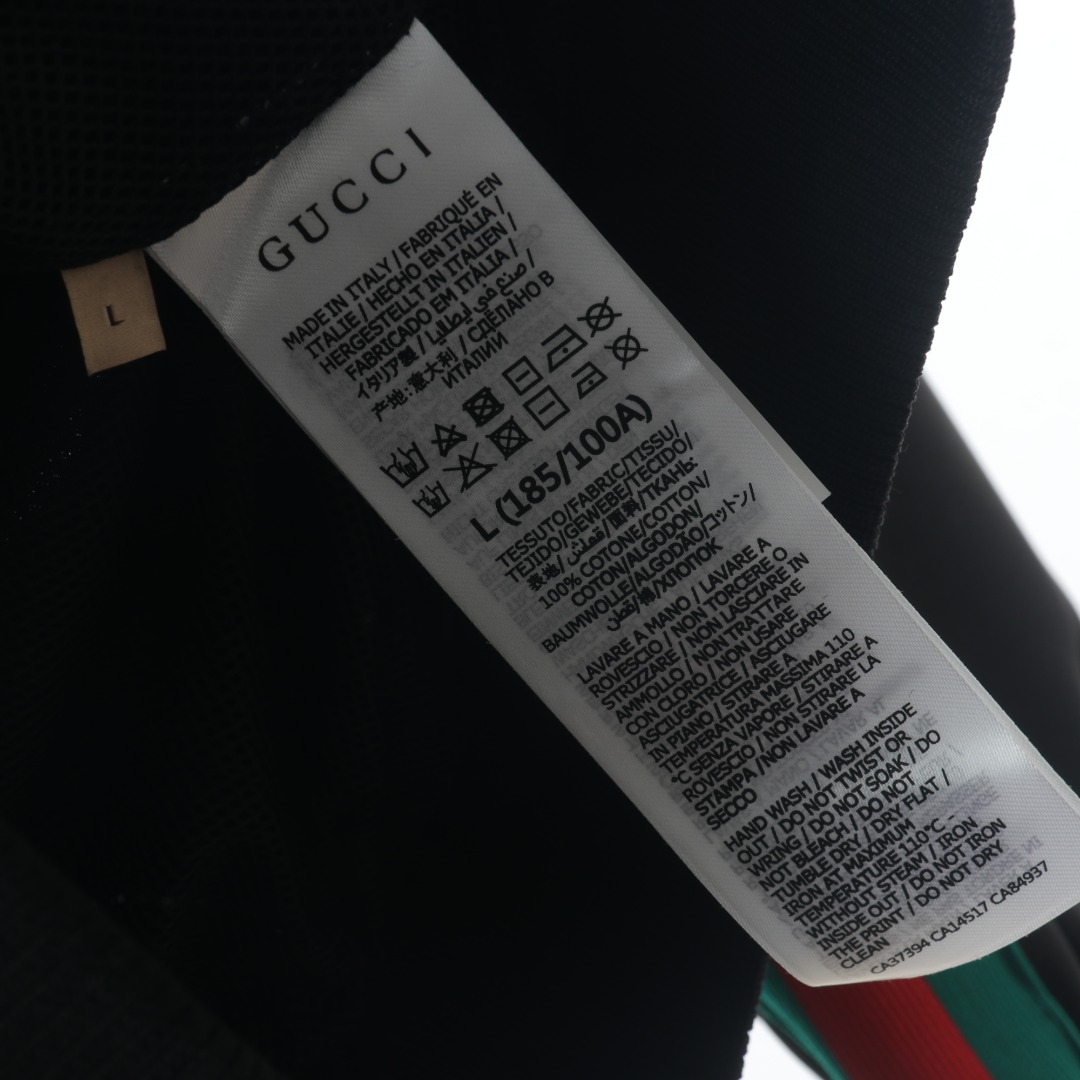 GUCCI
MADE IN ITALY / FABRIQUÉ EN
ITALIE / HECHO EN ITALIA /
HERGESTELLT IN ITALIEN /
FABRICADO EM ITÁLIA /
イタリア製 / صنع في ايطاليا /
产地:意大利 / СДЕЛАНО В
ИТАЛИИ
L
L (185/100A)
TESSUTO/FABRIC/TISSU/
TEJIDO/GEWEBE/TECIDO/
表地/ قماش/面料/ТКАНЬ:
100% COTONE/COTTON/
COTON/ALGODON/
BAUMWOLLE/ALGODÃO/コットン/
قطن/棉/ХЛОПОК
LAVARE A MANO / LAVARE A
ROVESCIO / NON TORCERE O
STRIZZARE / NON LASCIARE IN
AMMOLLO / NON TRATTARE
CON CLORO / NON USARE
ASCIUGATRICE / ASCIUGARE
IN PIANO / STIRARE A
TEMPERATURA MASSIMA 110
°C SENZA VAPORE / STIRARE A
ROVESCIO / NON STIRARE LA
STAMPA / NON LAVARE A
SECCO
HAND WASH / WASH INSIDE
OUT / DO NOT TWIST OR
WRING / DO NOT SOAK / DO
NOT BLEACH / DO NOT
TUMBLE DRY / DRY FLAT /
IRON AT MAXIMUM
TEMPERATURE 110°C -
WITHOUT STEAM / IRON
INSIDE OUT / DO NOT IRON
THE PRINT / DO NOT DRY
CLEAN
CA37394 CA14517 CA84937